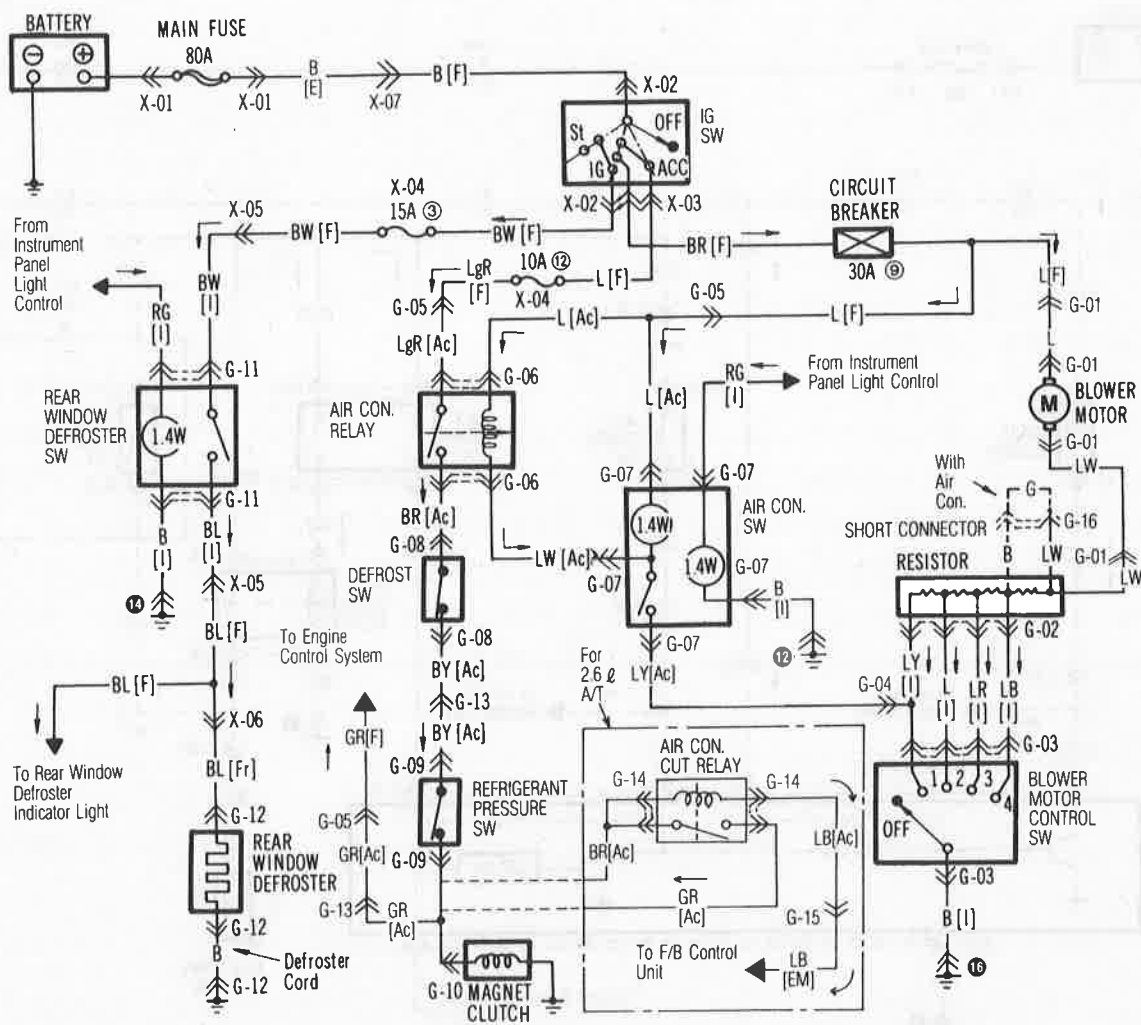 BATTERY
MAIN FUSE
80A
X-01
X-01
B
[E]
X-07
B [F]
X-02
St
OFF
IG
ACC
IG
SW
X-02
X-03
X-04
15A ③
X-05
BW [F]
BW [F]
BR [F]
CIRCUIT
BREAKER
30A ⑨
From
Instrument
Panel
Light
Control
BW
[I]
RG
[I]
LgR
[F]
10A ⑫
X-04
L [F]
G-05
LgR [Ac]
L [Ac]
G-05
L [F]
L[F]
G-01
L
G-01
M
BLOWER
MOTOR
G-01
LW
G-11
G-06
L [Ac]
RG
[I]
From Instrument
Panel Light Control
REAR
WINDOW
DEFROSTER
SW
1.4W
AIR CON.
RELAY
G-11
G-06
G-07
G-07
1.4W
1.4W
AIR CON.
SW
With
Air
Con.
G
SHORT CONNECTOR
G-16
B
LW
G-01
LW
B
[I]
BL
[I]
BR [Ac]
G-08
DEFROST
SW
LW [Ac]
G-07
G-07
B
[I]
RESISTOR
G-02
⓮
X-05
BL [F]
G-08
To Engine
Control System
BY [Ac]
G-13
BY [Ac]
G-07
LY[Ac]
⓬
For
2.6 ℓ
A/T
G-04
LY
[I]
L
[I]
LR
[I]
LB
[I]
G-03
BL [F]
X-06
BL [Fr]
To Rear Window
Defroster
Indicator Light
GR[F]
G-09
REFRIGERANT
PRESSURE
SW
AIR CON.
CUT RELAY
G-14
G-14
1
2
3
4
OFF
BLOWER
MOTOR
CONTROL
SW
G-12
REAR
WINDOW
DEFROSTER
G-05
GR[Ac]
G-09
BR[Ac]
LB[Ac]
G-03
B [I]
G-12
B
Defroster
Cord
G-12
G-13
GR
[Ac]
GR
[Ac]
G-15
To F/B Control
Unit
LB
[EM]
⓰
G-10
MAGNET
CLUTCH